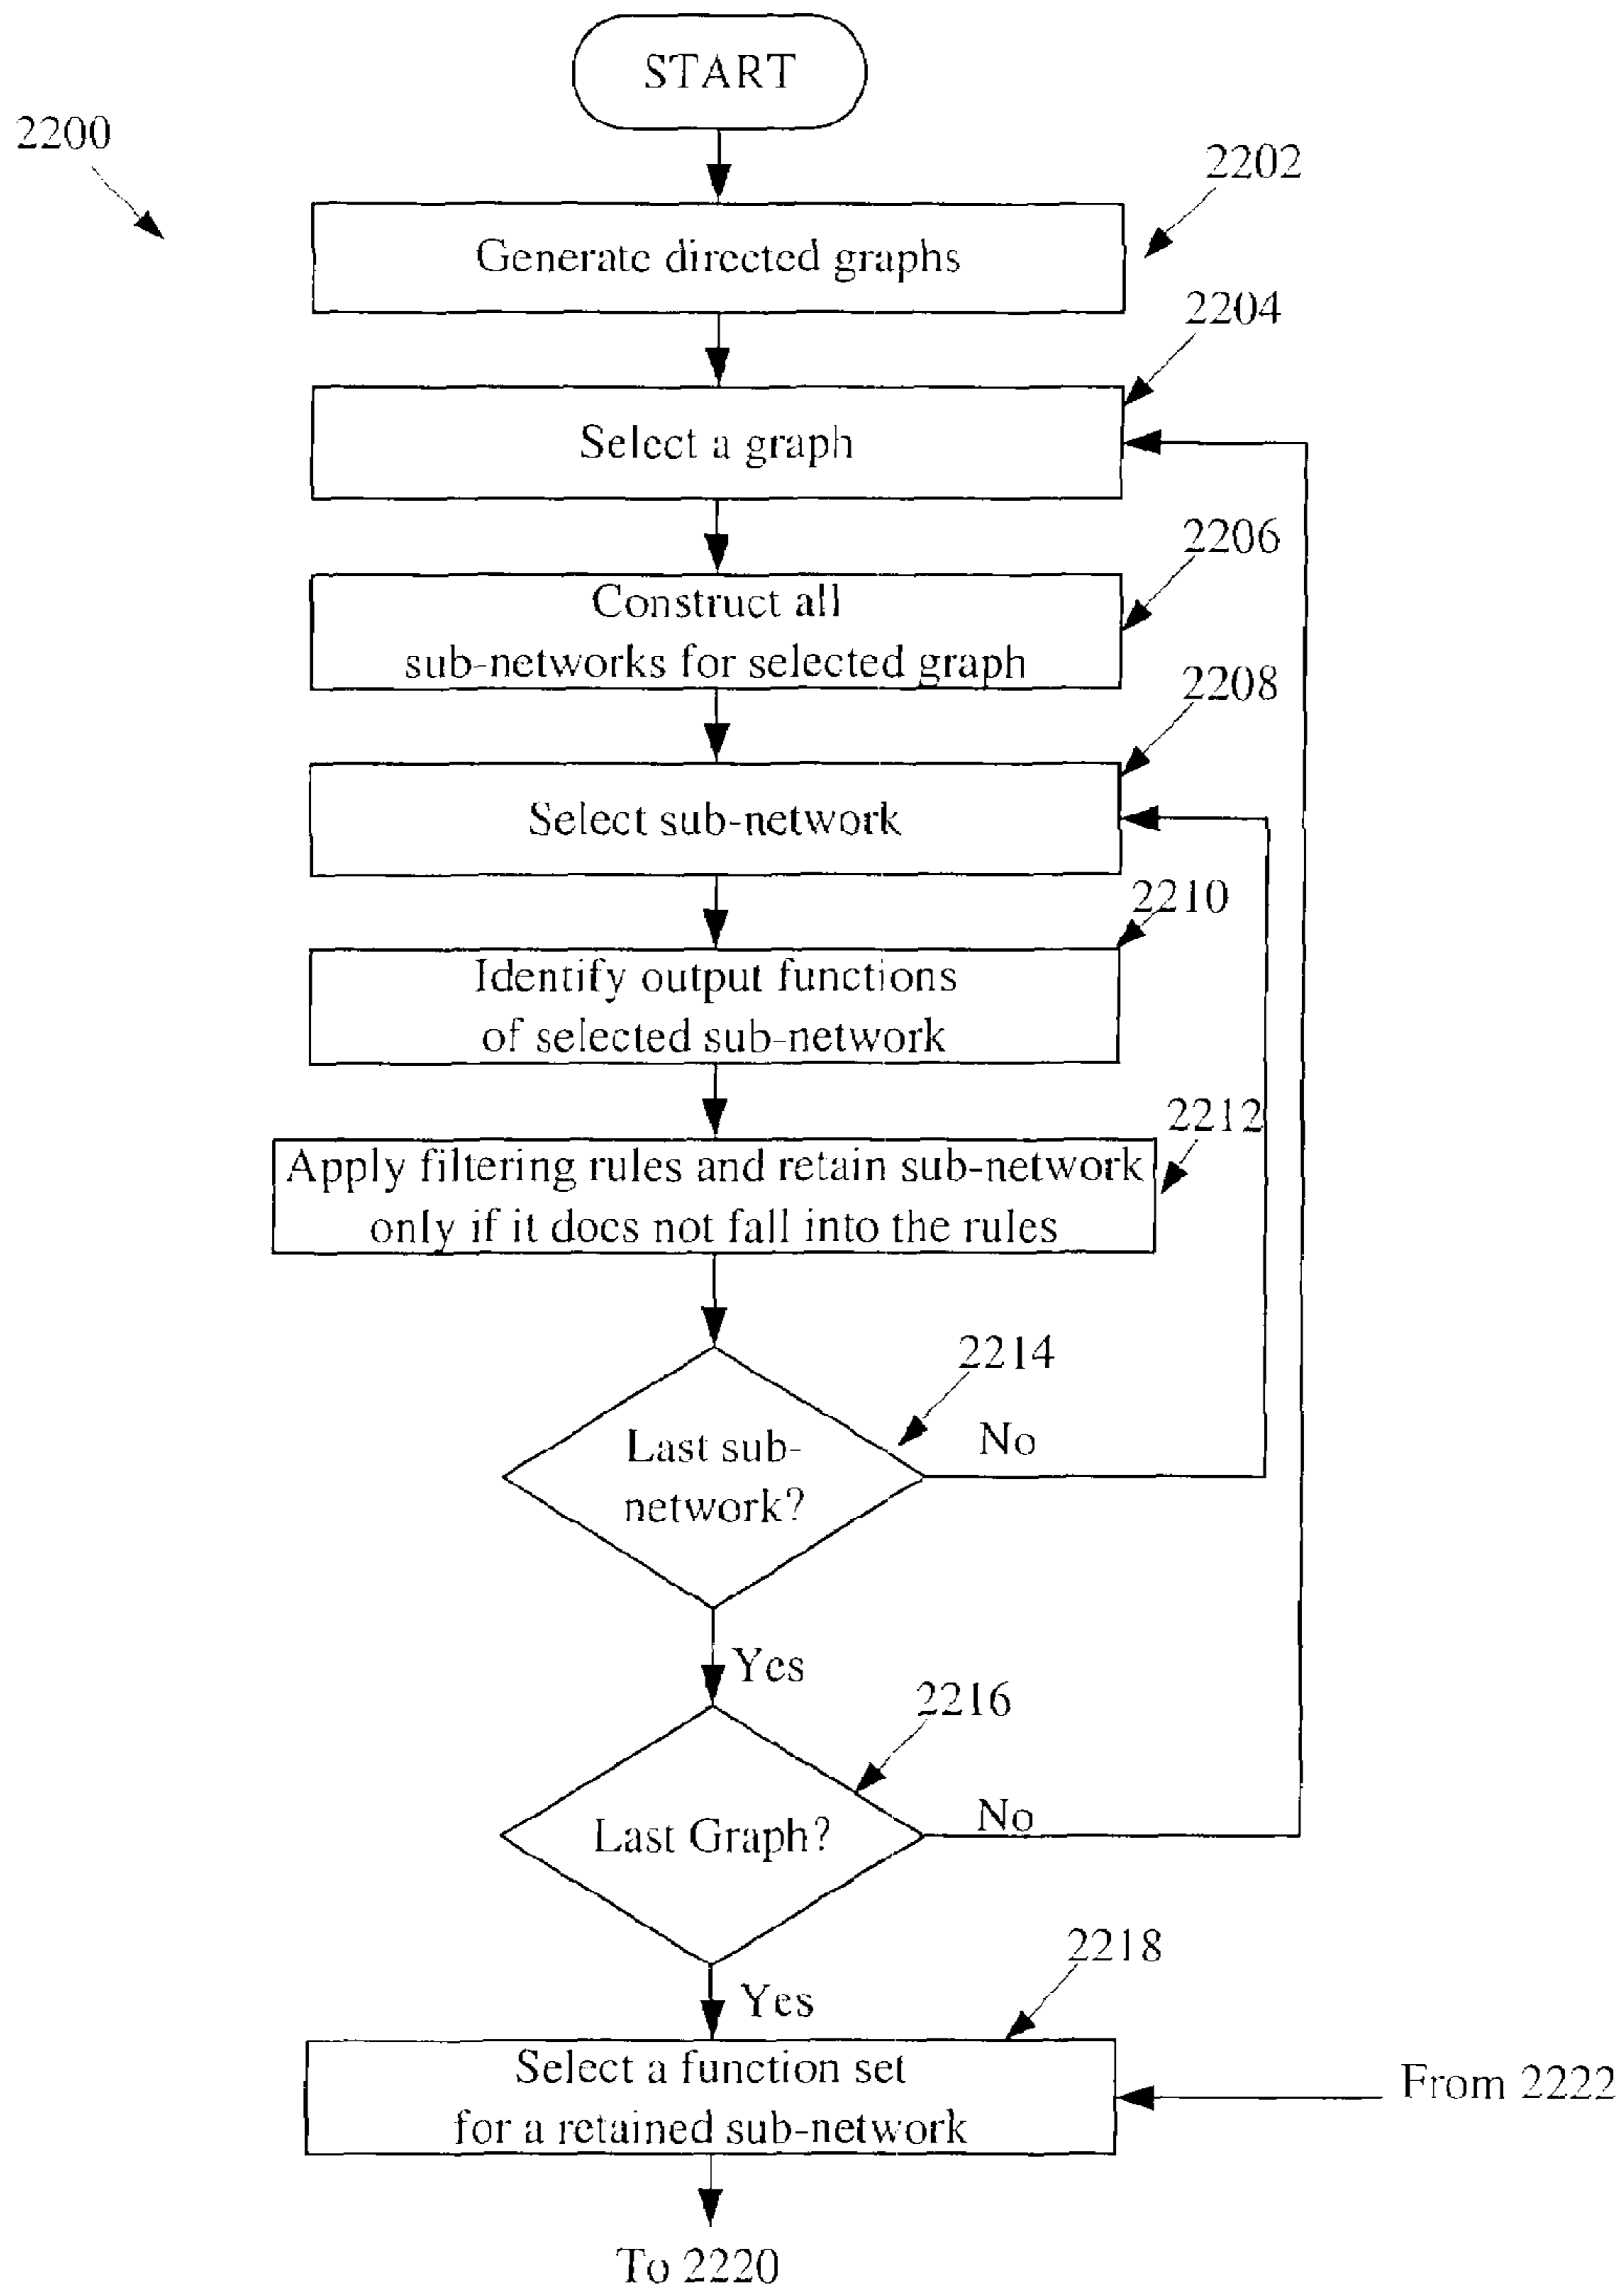 START
2200
2202
Generate directed graphs
2204
Select a graph
2206
Construct all
sub-networks for selected graph
2208
Select sub-network
2210
Identify output functions
of selected sub-network
2212
Apply filtering rules and retain sub-network
only if it does not fall into the rules
2214
Last sub-
network?
No
Yes
2216
Last Graph?
No
2218
Yes
Select a function set
for a retained sub-network
From 2222
To 2220